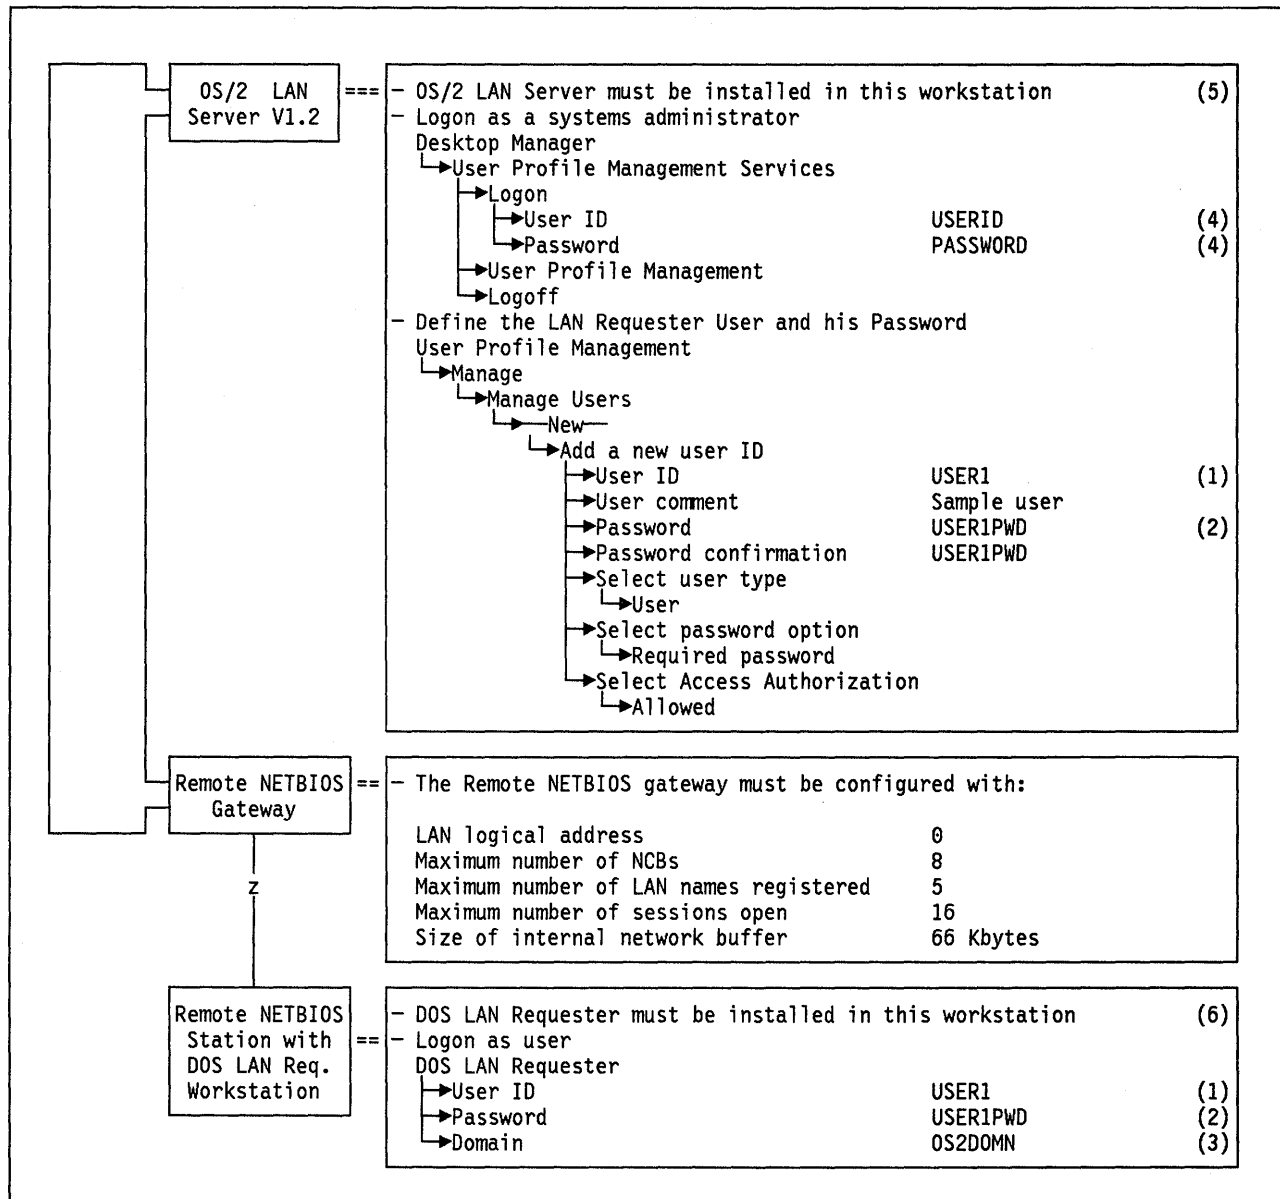 OS/2 LAN
Server V1.2
===
- OS/2 LAN Server must be installed in this workstation (5)
- Logon as a systems administrator
Desktop Manager
User Profile Management Services
Logon
User ID USERID (4)
Password PASSWORD (4)
User Profile Management
Logoff
- Define the LAN Requester User and his Password
User Profile Management
Manage
Manage Users
New
Add a new user ID
User ID USER1 (1)
User comment Sample user
Password USER1PWD (2)
Password confirmation USER1PWD
Select user type
User
Select password option
Required password
Select Access Authorization
Allowed
Remote NETBIOS
Gateway
==
- The Remote NETBIOS gateway must be configured with:
LAN logical address 0
Maximum number of NCBs 8
Maximum number of LAN names registered 5
Maximum number of sessions open 16
Size of internal network buffer 66 Kbytes
z
Remote NETBIOS
Station with
DOS LAN Req.
Workstation
==
- DOS LAN Requester must be installed in this workstation (6)
- Logon as user
DOS LAN Requester
User ID USER1 (1)
Password USER1PWD (2)
Domain OS2DOMN (3)